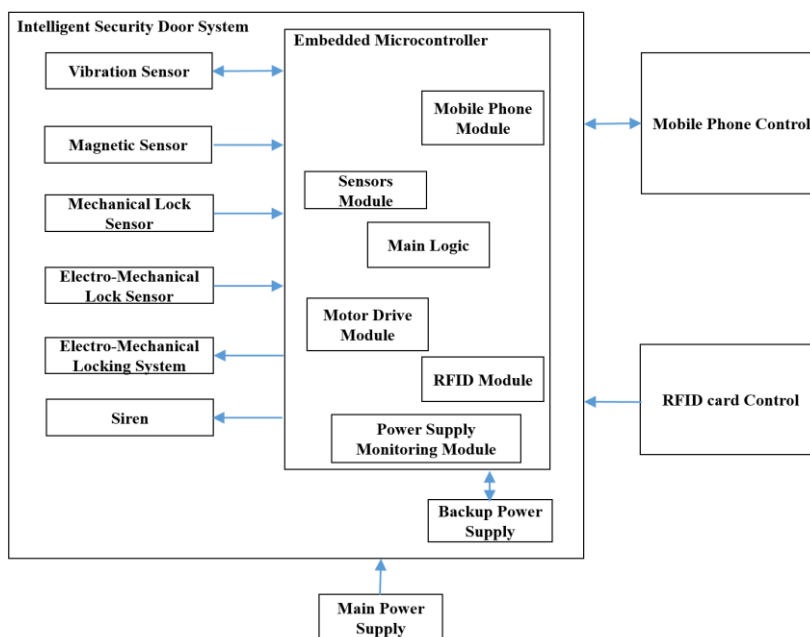 Intelligent Security Door System
Embedded Microcontroller
Vibration Sensor
Mobile Phone
Module
Mobile Phone Control
Magnetic Sensor
Sensors
Module
Mechanical Lock
Sensor
Main Logic
Electro-Mechanical
Lock Sensor
Motor Drive
Module
Electro-Mechanical
Locking System
RFID Module
RFID card Control
Siren
Power Supply
Monitoring Module
Backup Power
Supply
Main Power
Supply